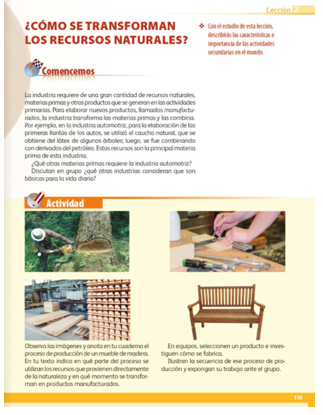 Lección 2
¿CÓMO SE TRANSFORMAN
LOS RECURSOS NATURALES?
❖ Con el estudio de esta lección,
describirás las características e
importancia de las actividades
secundarias en el mundo.
Comencemos
La industria requiere de una gran cantidad de recursos naturales,
materias primas y otros productos que se generan en las actividades
primarias. Para elaborar nuevos productos, llamados manufactu-
rados, la industria transforma las materias primas y las combina.
Por ejemplo, en la industria automotriz, para la elaboración de las
primeras llantas de los autos, se utilizó el caucho natural, que se
obtiene del látex de algunos árboles; luego, se fue combinando
con derivados del petróleo. Estos recursos son la principal materia
prima de esta industria.
¿Qué otras materias primas requiere la industria automotriz?
Discutan en grupo ¿qué otras industrias consideran que son
básicas para la vida diaria?
Actividad
Observa las imágenes y anota en tu cuaderno el
proceso de producción de un mueble de madera.
En tu texto indica en qué parte del proceso se
utilizan los recursos que provienen directamente
de la naturaleza y en qué momento se transfor-
man en productos manufacturados.
En equipos, seleccionen un producto e inves-
tiguen cómo se fabrica.
Ilustren la secuencia de ese proceso de pro-
ducción y expongan su trabajo ante el grupo.